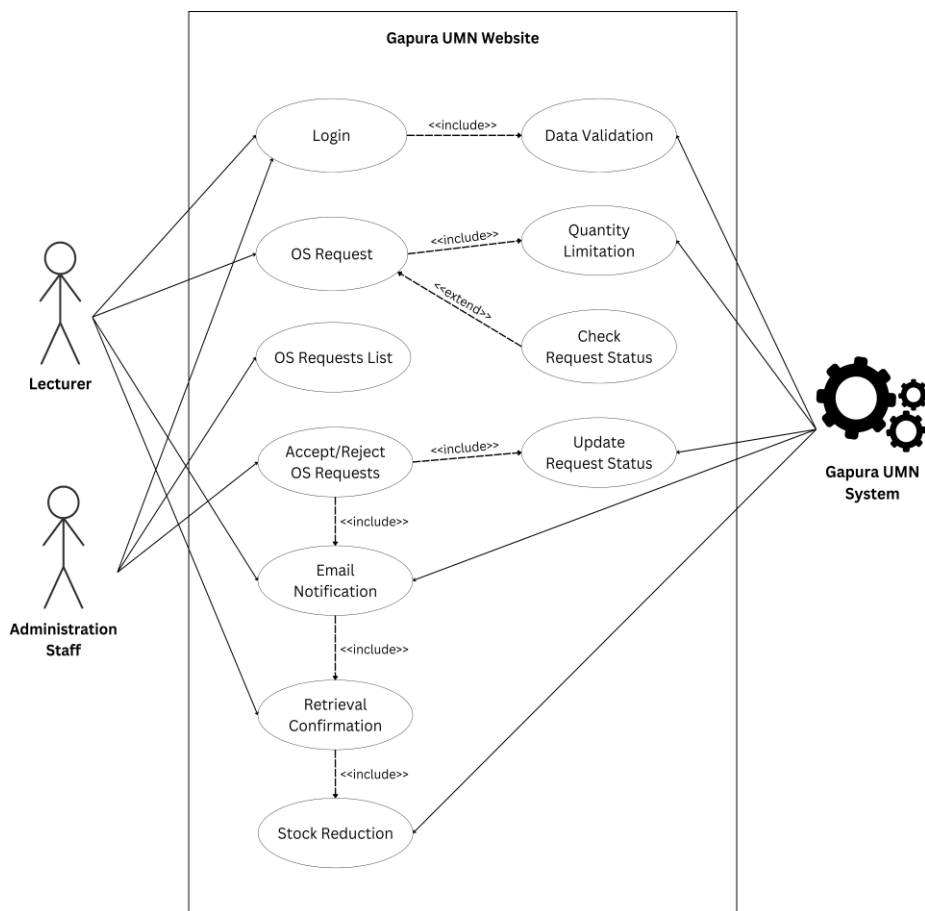 Gapura UMN Website
Login
<<include>>
Data Validation
OS Request
<<include>>
Quantity
Limitation
<<extend>>
Check
Request Status
Lecturer
OS Requests List
Accept/Reject
OS Requests
<<include>>
Update
Request Status
Gapura UMN
System
<<include>>
Email
Notification
Administration
Staff
<<include>>
Retrieval
Confirmation
<<include>>
Stock Reduction